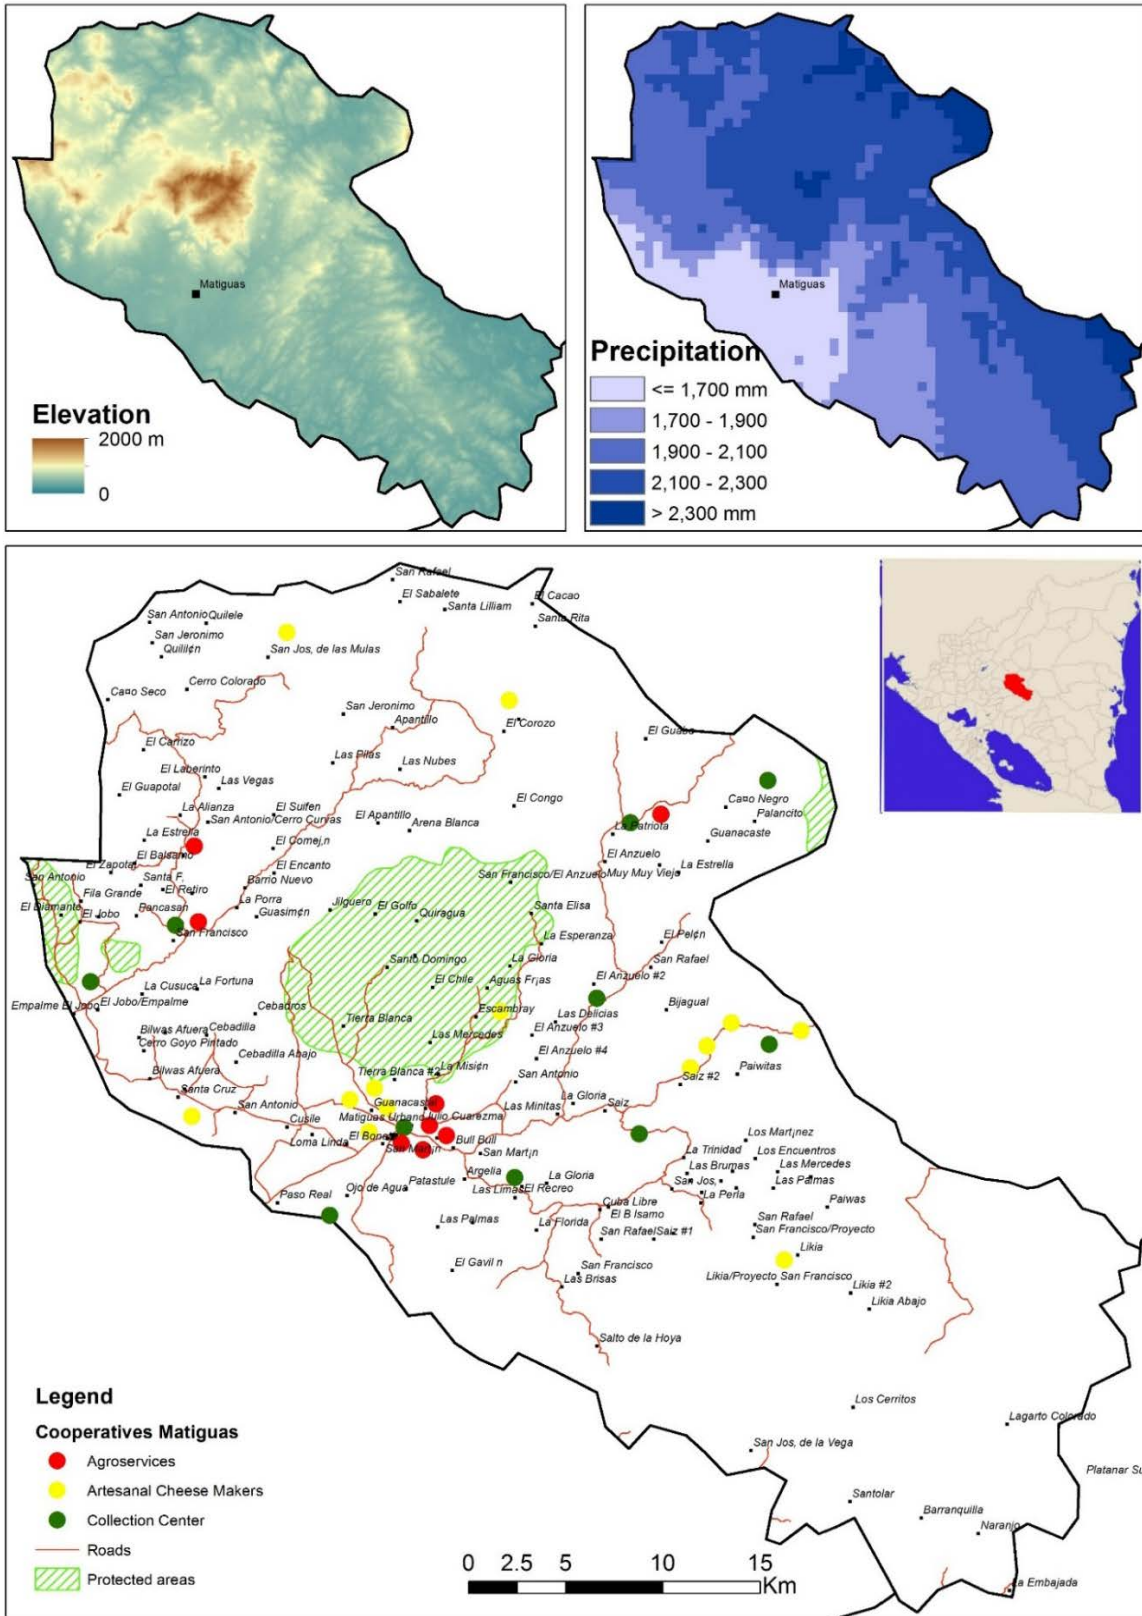 Matiguas
Elevation
2000 m
0
Matiguas
Precipitation
<= 1,700 mm
1,700 - 1,900
1,900 - 2,100
2,100 - 2,300
> 2,300 mm
San Rafael
El Sabalete
El Cacao
Santa Lilliam
San Antonio
Quilele
Santa Rita
San Jeronimo
Quilil¢n
San Jos‚ de las Mulas
Cerro Colorado
Ca¤o Seco
San Jeronimo
Apantillo
El Corozo
El Guabo
El Carrizo
Las Pilas
Las Nubes
El Laberinto
Las Vegas
El Guapotal
Ca¤o Negro
El Congo
La Alianza
El Suifen
San Antonio/Cerro Curvas
El Apantillo
Arena Blanca
Palancito
La Patriota
Guanacaste
La Estrella
El Comej‚n
El Balsamo
El Zapotal
El Encanto
El Anzuelo
La Estrella
San Francisco/El Anzuelo
Muy Muy Viejo
San Antonio
Santa F‚
El Retiro
Barrio Nuevo
Fila Grande
La Porra
El Diamante
El Jobo
Pancasan
Guasim¢n
Jilguero
El Golfo
Quiragua
Santa Elisa
San Francisco
La Esperanza
El Pel¢n
Santo Domingo
La Gloria
San Rafael
La Cusuca
La Fortuna
El Chile
Aguas Fr¡as
El Anzuelo #2
Empalme El Jobo
El Jobo/Empalme
Cebadros
Escambray
Bijagual
Tierra Blanca
Las Delicias
Bilwas Afuera
Cebadilla
Cerro Goyo Pintado
Las Mercedes
El Anzuelo #3
Cebadilla Abajo
El Anzuelo #4
Bilwas Afuera
Tierra Blanca #2
La Misi¢n
San Antonio
Saiz #2
Paiwitas
Santa Cruz
San Antonio
Guanacaste
La Gloria
Las Minitas
Saiz
Matiguas Urbano
Julio Cuarezma
Cusile
Loma Linda
El Bonete
San Mart¡n
Bull Bull
San Mart¡n
Los Mart¡nez
La Trinidad
Los Encuentros
Las Brumas
Las Mercedes
Argelia
La Gloria
San Jos‚
Las Palmas
Paso Real
Ojo de Agua
Patastule
Las Limas
El Recreo
La Perla
Cuba Libre
El B lsamo
Paiwas
Las Palmas
La Florida
San Rafael
San Rafael
Saiz #1
San Francisco/Proyecto
Likia
El Gavil n
San Francisco
Las Brisas
Likia/Proyecto San Francisco
Likia #2
Likia Abajo
Salto de la Hoya
Los Cerritos
Lagarto Colorado
San Jos‚ de la Vega
Platanar Su
Santolar
Barranquilla
Naranjo
La Embajada
Legend
Cooperatives Matiguas
Agroservices
Artesanal Cheese Makers
Collection Center
Roads
Protected areas
0 2.5 5 10 15
Km